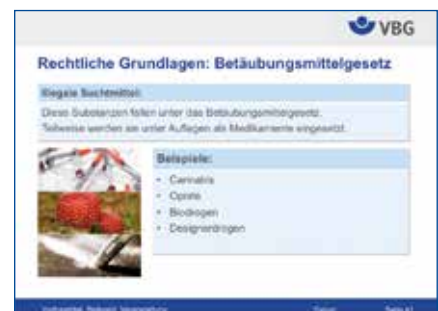 VBG
Rechtliche Grundlagen: Betäubungsmittelgesetz
Illegale Suchtmittel:
Diese Substanzen fallen unter das Betäubungsmittelgesetz.
Teilweise werden sie unter Auflagen als Medikamente eingesetzt.
Beispiele:
• Cannabis
• Opiate
• Biodrogen
• Designerdrogen